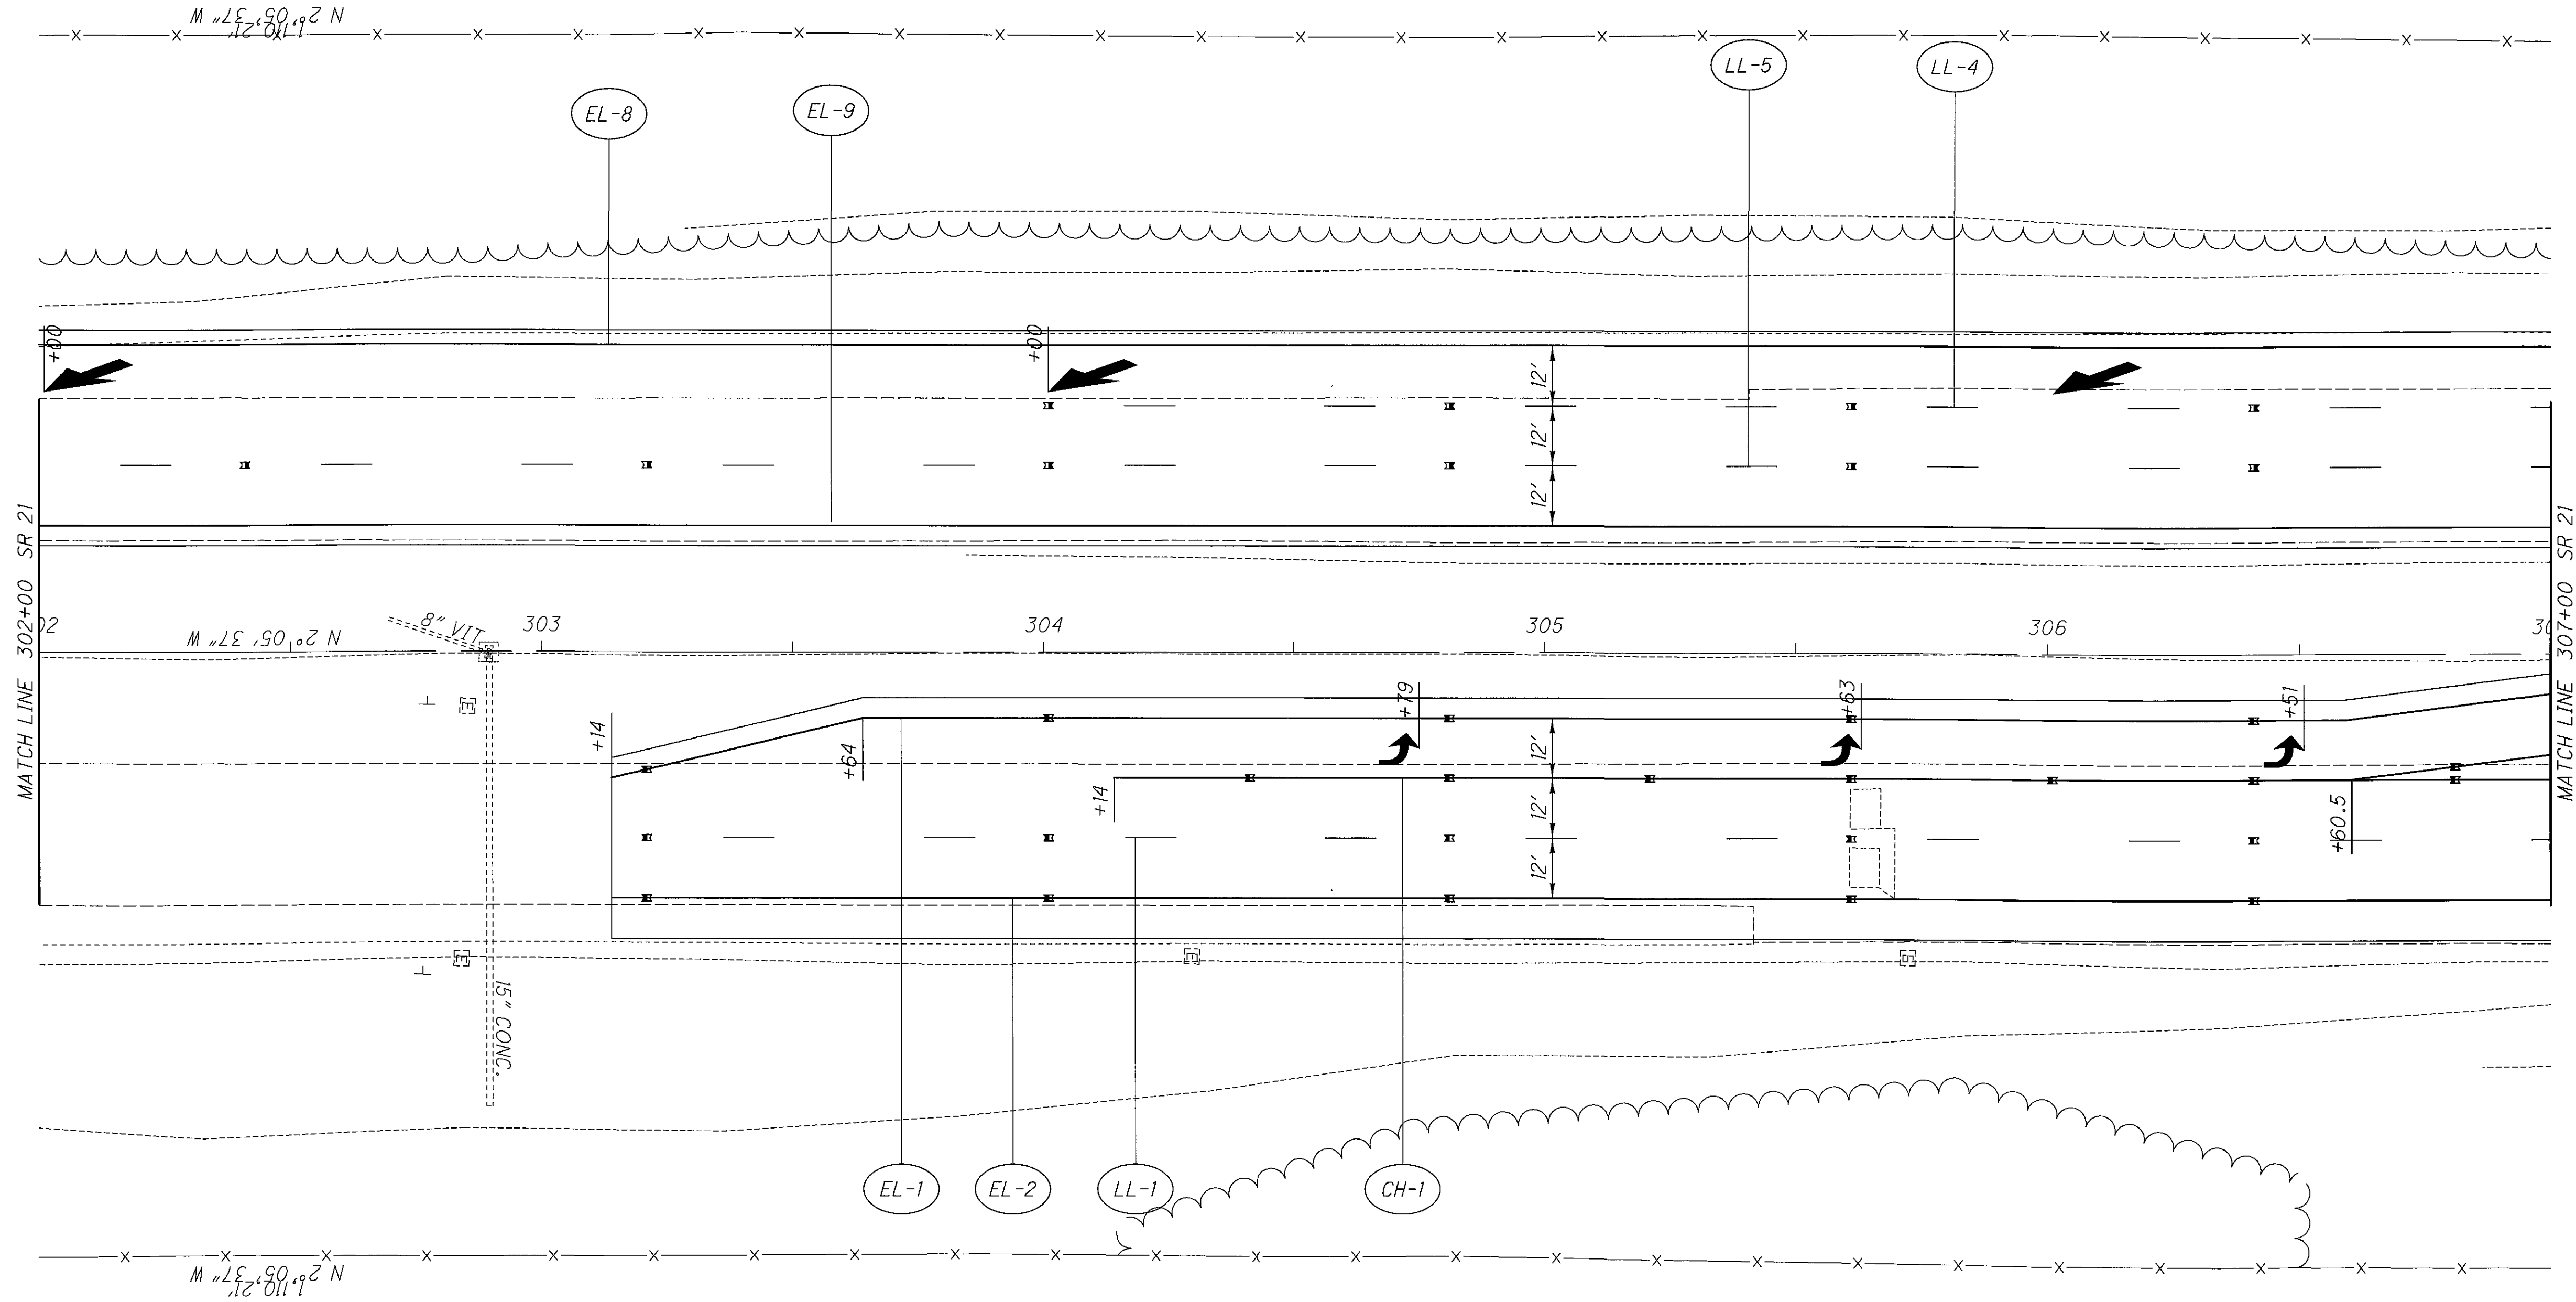 N 2° 05' 37" W
1,110.21'
LL-5
LL-4
EL-8
EL-9
+00
+00
12'
12'
12'
MATCH LINE 302+00 SR 21
MATCH LINE 307+00 SR 21
8" VIT.
02
303
304
305
306
30
N 2° 05' 37" W
+14
+64
+14
+79
+63
+51
+60.5
12'
12'
12'
E
E
E
E
15" CONC.
EL-1
EL-2
LL-1
CH-1
N 2° 05' 37" W
1,110.21'